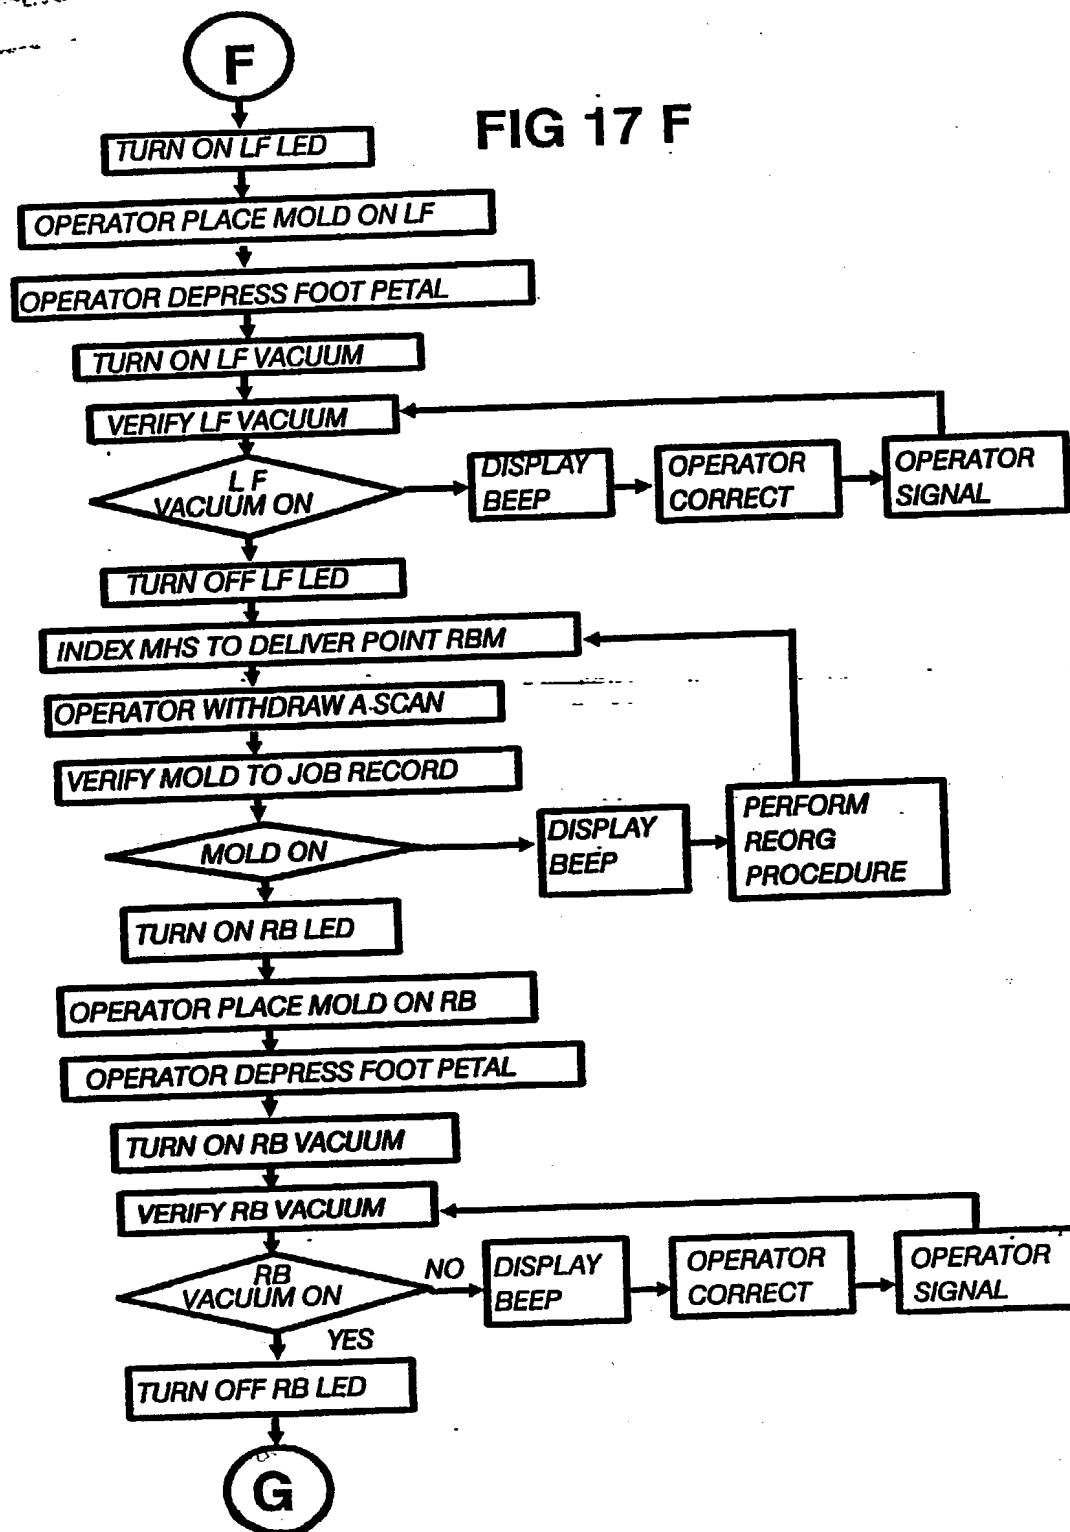 F
FIG 17 F
TURN ON LF LED
OPERATOR PLACE MOLD ON LF
OPERATOR DEPRESS FOOT PETAL
TURN ON LF VACUUM
VERIFY LF VACUUM
L F
VACUUM ON
DISPLAY
BEEP
OPERATOR
CORRECT
OPERATOR
SIGNAL
TURN OFF LF LED
INDEX MHS TO DELIVER POINT RBM
OPERATOR WITHDRAW A-SCAN
VERIFY MOLD TO JOB RECORD
MOLD ON
DISPLAY
BEEP
PERFORM
REORG
PROCEDURE
TURN ON RB LED
OPERATOR PLACE MOLD ON RB
OPERATOR DEPRESS FOOT PETAL
TURN ON RB VACUUM
VERIFY RB VACUUM
RB
VACUUM ON
NO
DISPLAY
BEEP
OPERATOR
CORRECT
OPERATOR
SIGNAL
YES
TURN OFF RB LED
G